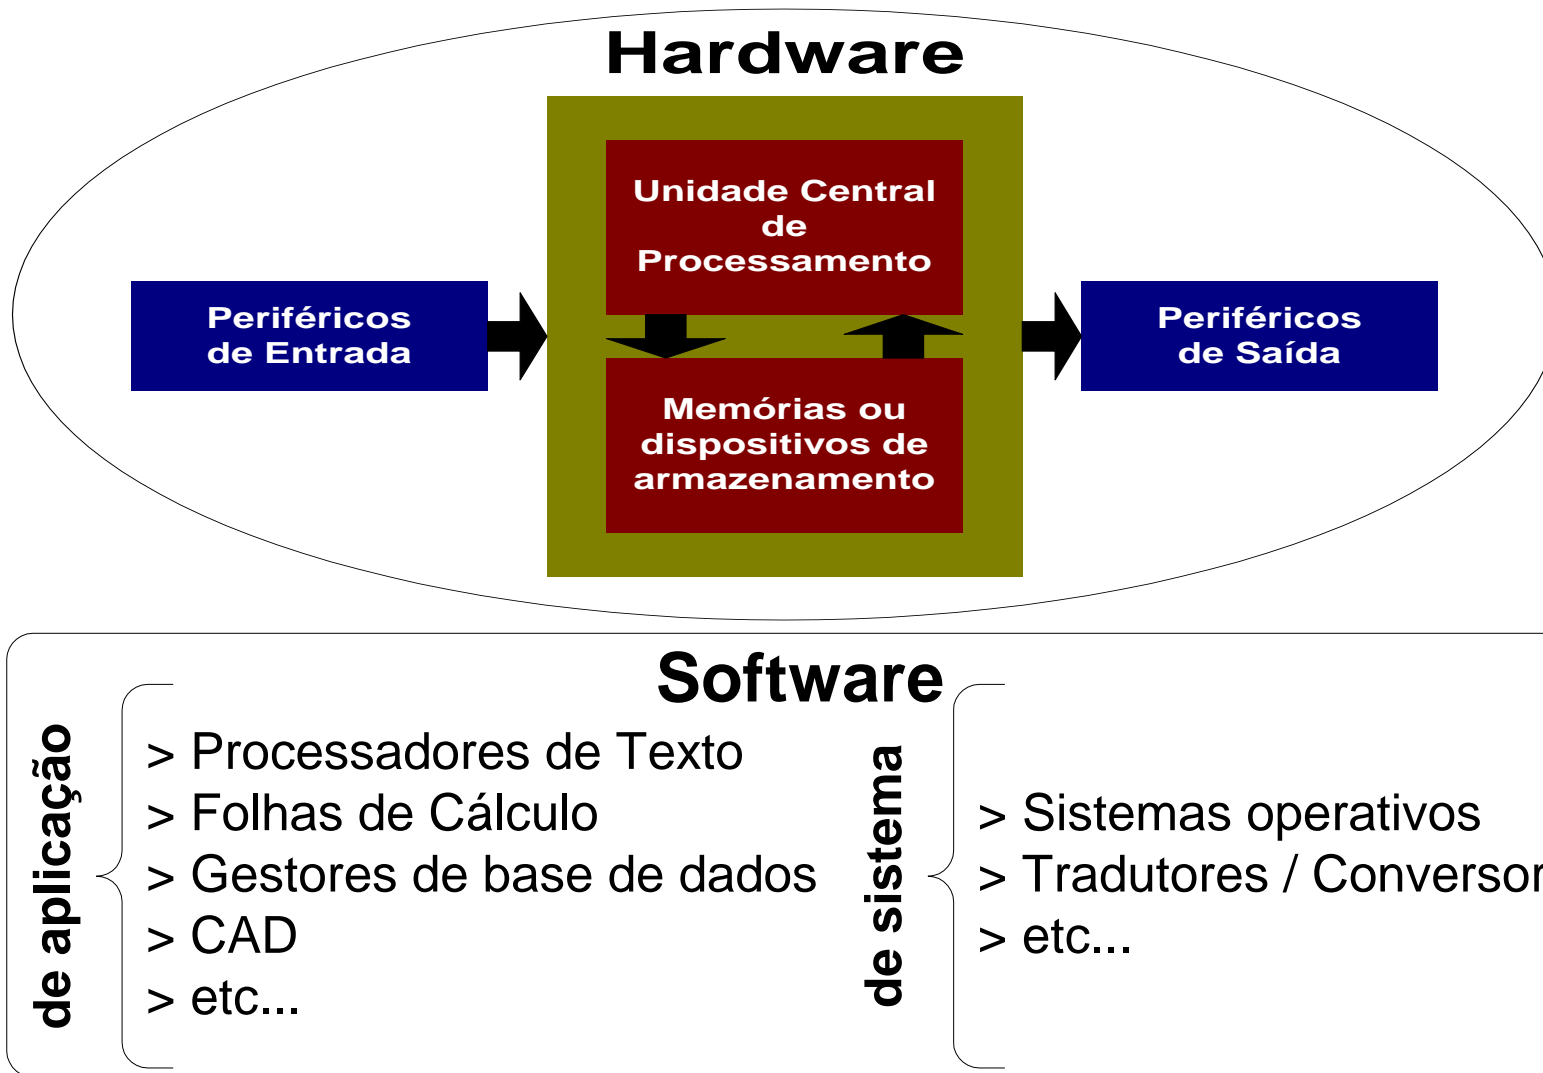 Hardware
Unidade Central
de
Processamento
Periféricos
de Entrada
Periféricos
de Saída
Memórias ou
dispositivos de
armazenamento
Software
de aplicação
> Processadores de Texto
> Folhas de Cálculo
> Gestores de base de dados
> CAD
> etc...
de sistema
> Sistemas operativos
> Tradutores / Conversor
> etc...